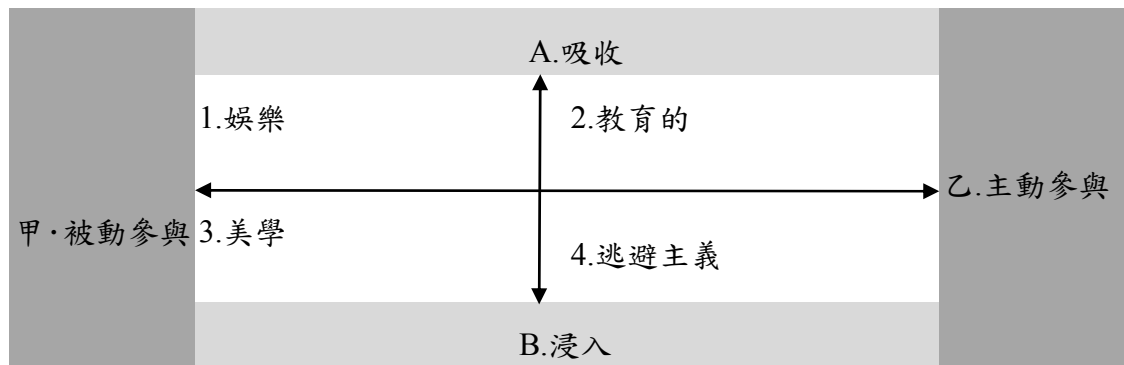 A.吸收
1.娛樂
2.教育的
乙.主動參與
甲.被動參與
3.美學
4.逃避主義
B.浸入